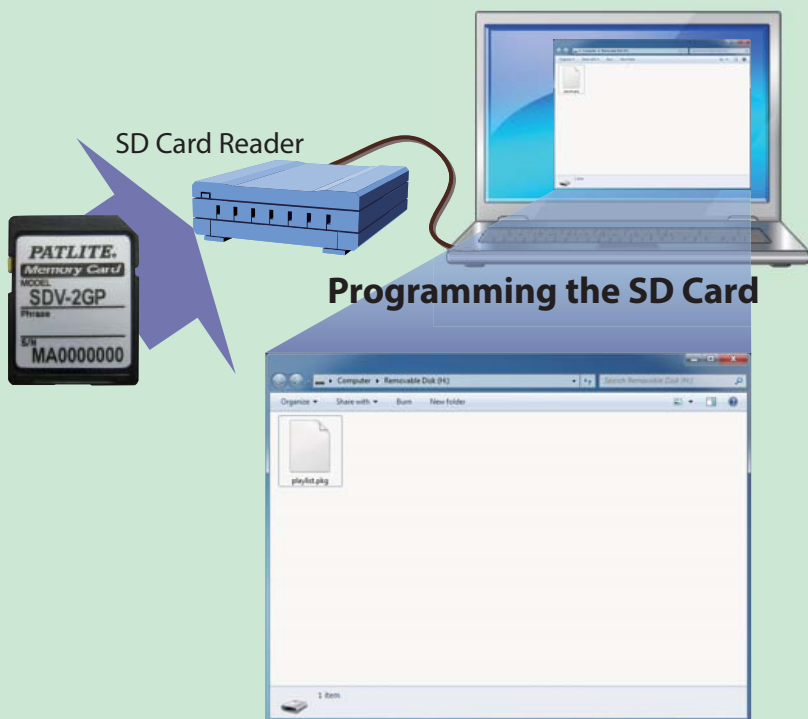 SD Card Reader
PATLITE®
Memory Card
MODEL
SDV-2GP
Phrase
S/N
MA0000000
Programming the SD Card
Computer ▸ Removable Disk (H:)
Search Removable Disk (H:)
Organize ▾ Share with ▾ Burn New folder
playlist.pkg
1 item